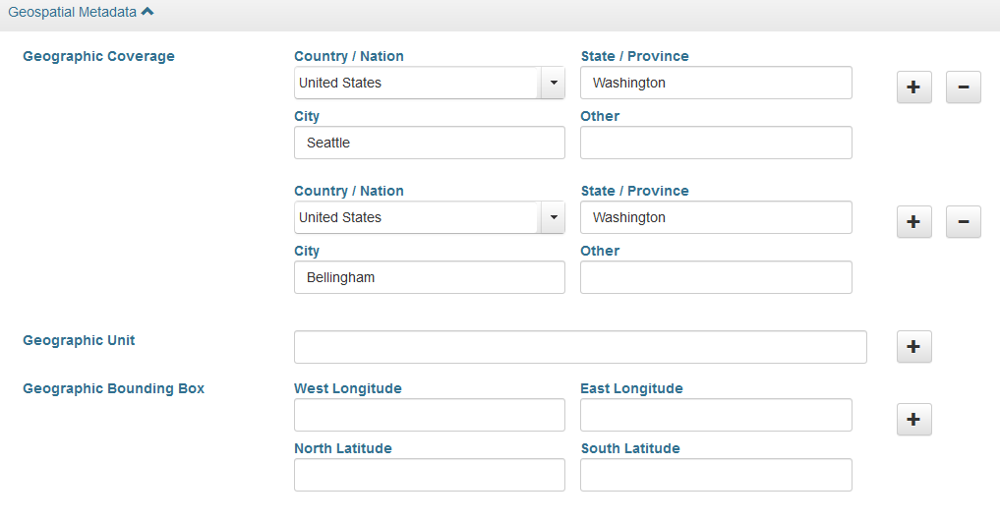 Geospatial Metadata
Geographic Coverage Country / Nation State / Province
United States Washington
City Other
Seattle
Country / Nation State / Province
United States Washington
City Other
Bellingham
Geographic Unit
Geographic Bounding Box West Longitude East Longitude
North Latitude South Latitude